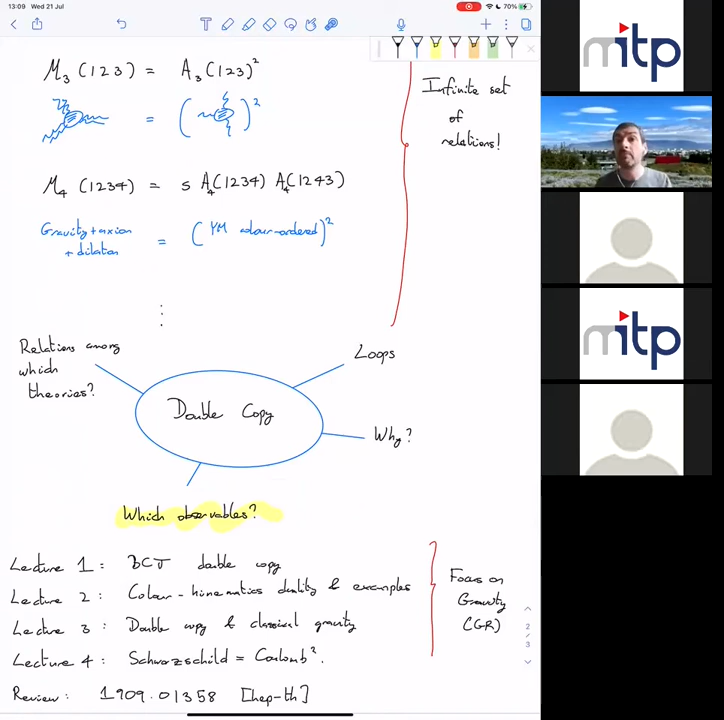 13:09 Wed 21 Jul
70%
M₃(123) = A₃(123)²
= ( )²
M₄(1234) = s A₄(1234) A₄(1243)
Gravity + axion + dilaton = (YM colour-ordered)²
Infinite set
of
relations!
Relations among
which
theories?
Loops
Double Copy
Why?
Which observables?
Lecture 1: BCJ double copy
Lecture 2: Colour-kinematics duality & examples
Lecture 3: Double copy & classical gravity
Lecture 4: Schwarzschild = Coulomb².
Review: 1909.01358 [hep-th]
Focus on
Gravity
(GR)
2
/
3
mitp
mitp